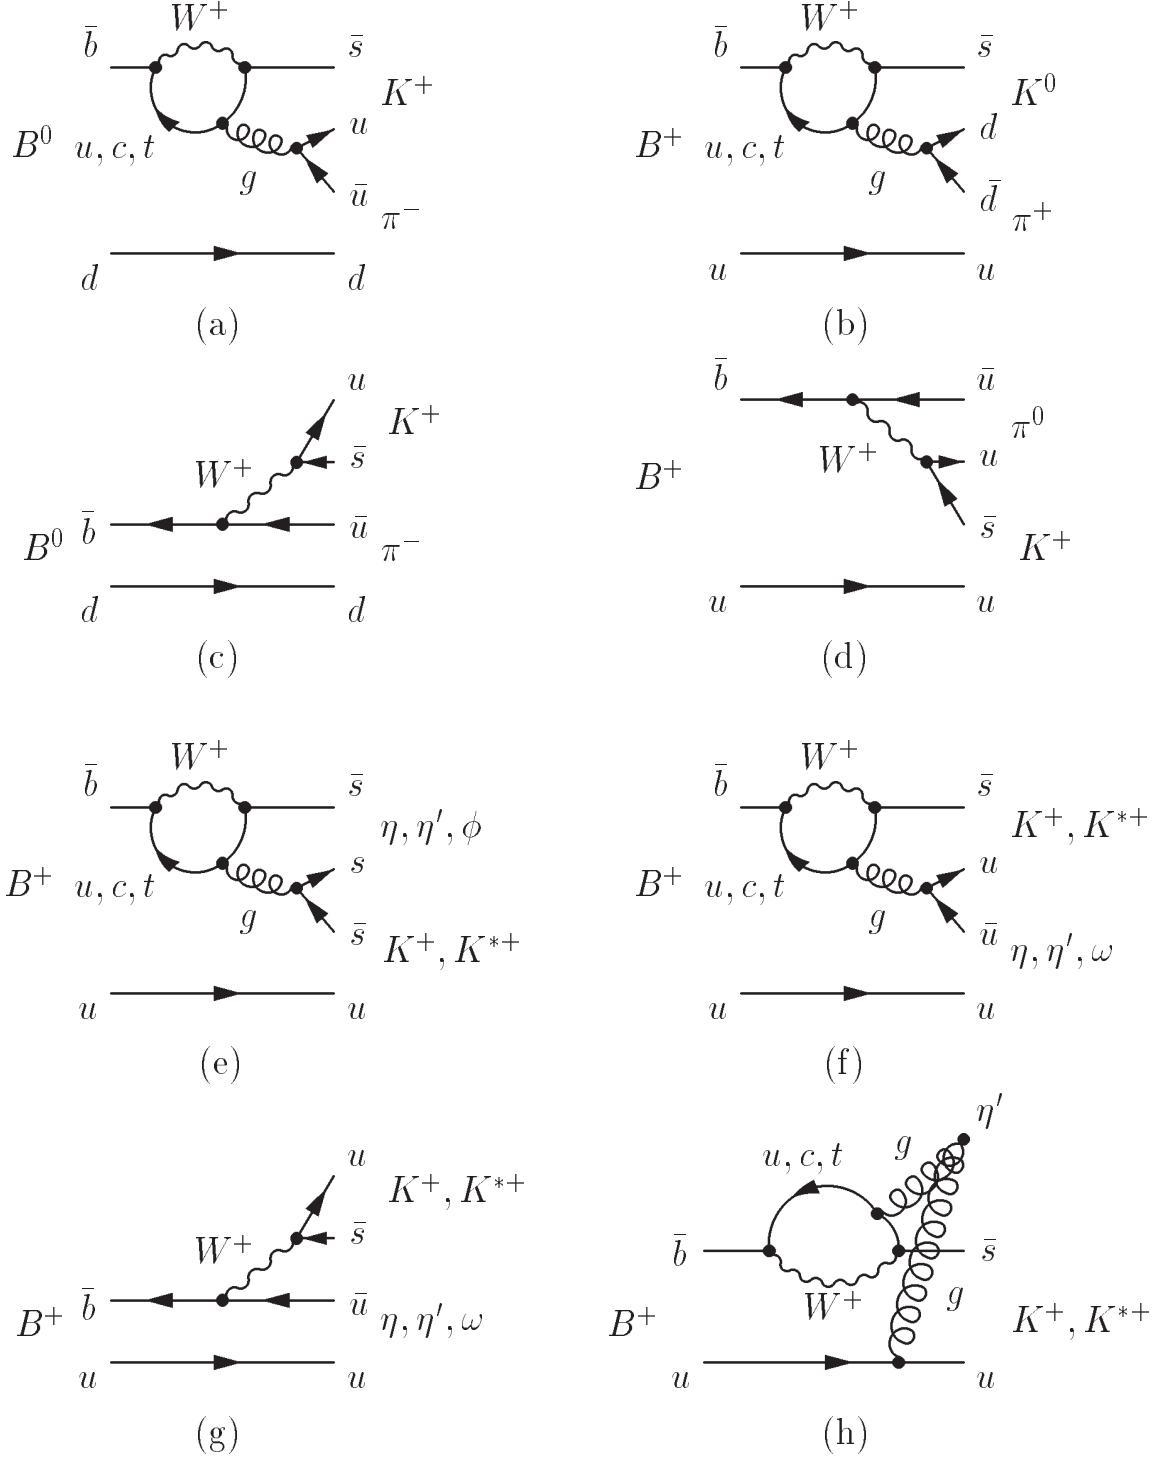 W⁺ W⁺
b̄ s̄ b̄ s̄
K⁺ K⁰
B⁰ u, c, t u B⁺ u, c, t d
g ū g d̄
π⁻ π⁺
d d u u
(a) (b)
u b̄ ū
K⁺ π⁰
W⁺ s̄ B⁺ W⁺ u
B⁰ b̄ ū s̄
π⁻ K⁺
d d u u
(c) (d)
W⁺ W⁺
b̄ s̄ b̄ s̄
η, η′, ϕ K⁺, K*⁺
B⁺ u, c, t s B⁺ u, c, t u
g s̄ g ū
K⁺, K*⁺ η, η′, ω
u u u u
(e) (f)
η′
u u, c, t g
K⁺, K*⁺
W⁺ s̄ b̄ s̄
B⁺ b̄ ū W⁺ g
η, η′, ω B⁺ K⁺, K*⁺
u u u u
(g) (h)